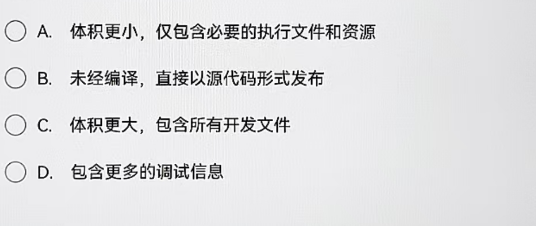 A. 体积更小，仅包含必要的执行文件和资源
B. 未经编译，直接以源代码形式发布
C. 体积更大，包含所有开发文件
D. 包含更多的调试信息